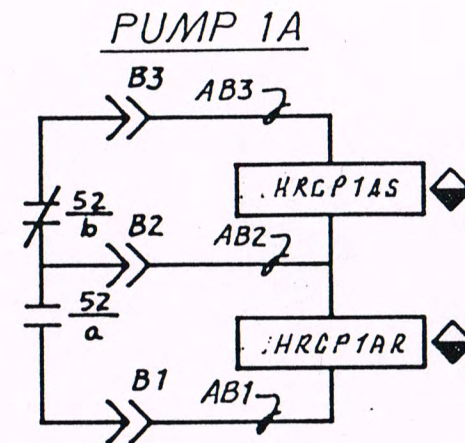 PUMP 1A
B3
AB3
HRCP1AS
52
b
B2
AB2
52
a
HRCP1AR
B1
AB1